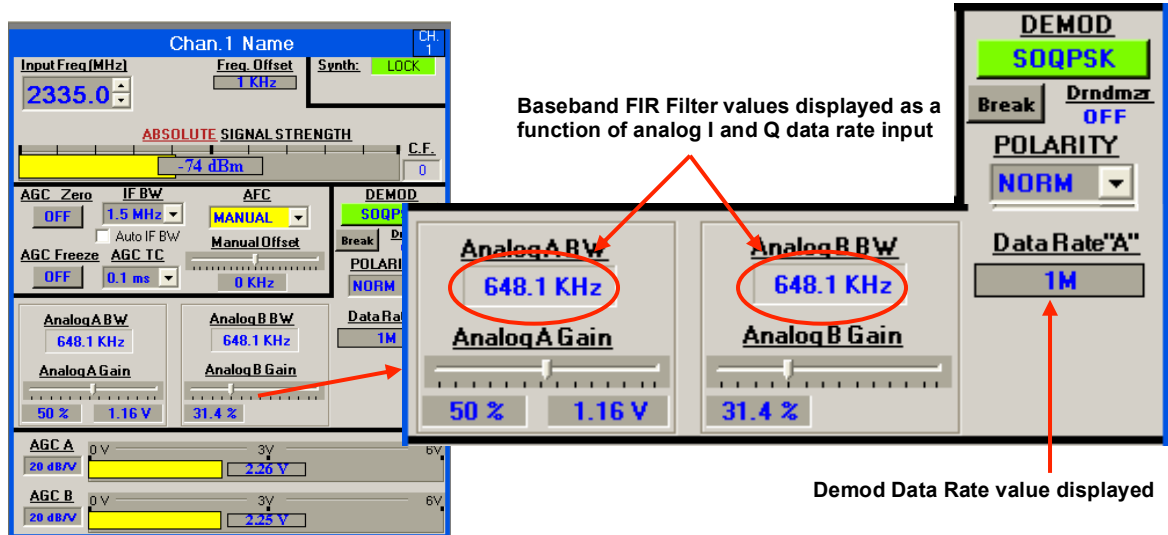 Chan.1 Name
CH.
1
Input Freq (MHz)
Freq. Offset
Synth:
LOCK
2335.0
1 KHz
ABSOLUTE SIGNAL STRENGTH
C.F.
-74 dBm
0
AGC Zero
IF BW
AFC
DEMOD
OFF
1.5 MHz
MANUAL
SOQP
Auto IF BW
Manual Offset
Break
AGC Freeze
AGC TC
POLARI
OFF
0.1 ms
0 KHz
NORM
Analog A BW
Analog B BW
Data Ra
648.1 KHz
648.1 KHz
1M
Analog A Gain
Analog B Gain
50 %
1.16 V
31.4 %
AGC A
0 V
3V
6V
20 dB/V
2.26 V
AGC B
0 V
3V
6V
20 dB/V
2.25 V
Baseband FIR Filter values displayed as a
function of analog I and Q data rate input
Analog A BW
Analog B BW
648.1 KHz
648.1 KHz
Analog A Gain
Analog B Gain
50 %
1.16 V
31.4 %
DEMOD
SOQPSK
Break
Drndmzr
OFF
POLARITY
NORM
Data Rate"A"
1M
Demod Data Rate value displayed